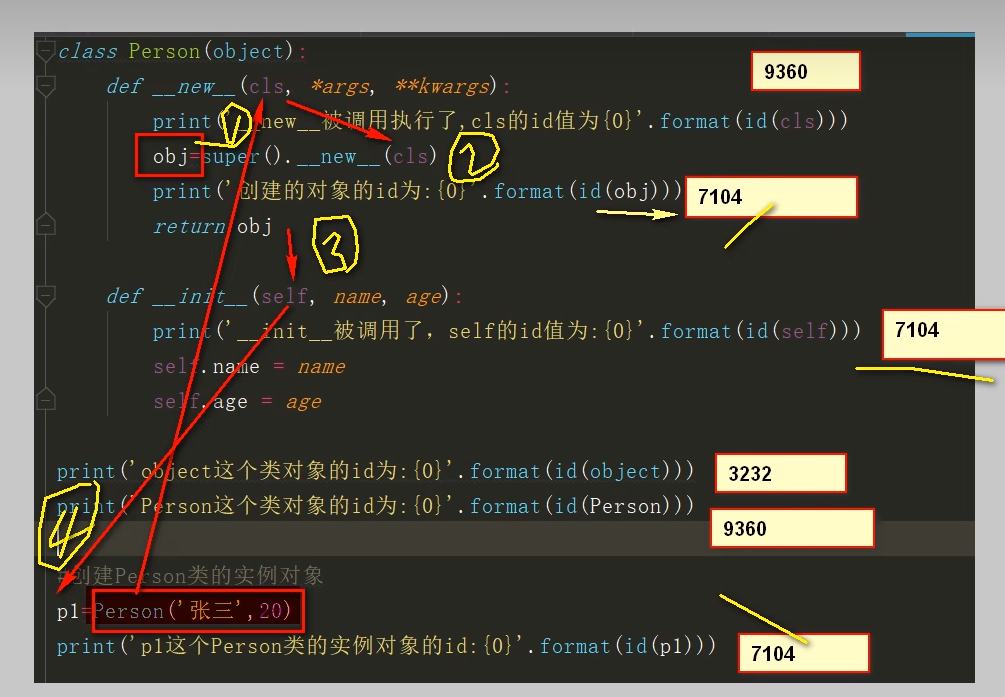 class Person(object):
def __new__(cls, *args, **kwargs):
9360
print('__new__被调用执行了,cls的id值为{0}'.format(id(cls)))
1
obj=super().__new__(cls)
2
print('创建的对象的id为:{0}'.format(id(obj)))
7104
return obj
3
def __init__(self, name, age):
print('__init__被调用了，self的id值为:{0}'.format(id(self)))
7104
self.name = name
self.age = age
print('object这个类对象的id为:{0}'.format(id(object)))
3232
print('Person这个类对象的id为:{0}'.format(id(Person)))
9360
4
#创建Person类的实例对象
p1=Person('张三',20)
print('p1这个Person类的实例对象的id:{0}'.format(id(p1)))
7104